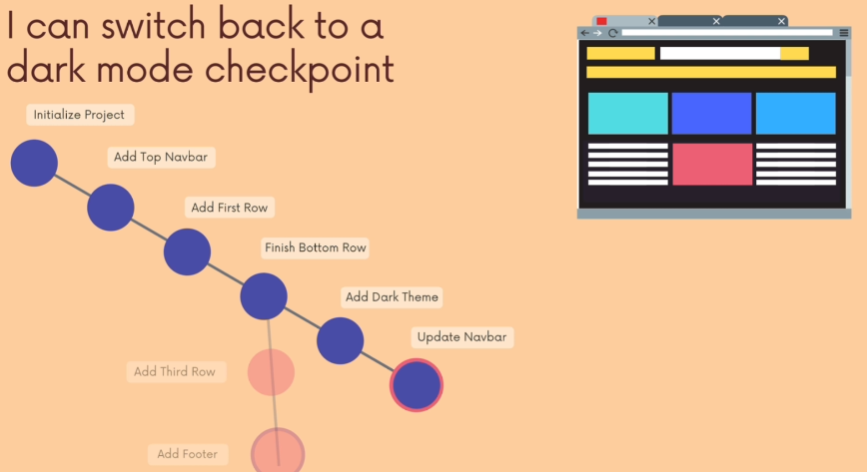 I can switch back to a
dark mode checkpoint
Initialize Project
Add Top Navbar
Add First Row
Finish Bottom Row
Add Dark Theme
Update Navbar
Add Third Row
Add Footer